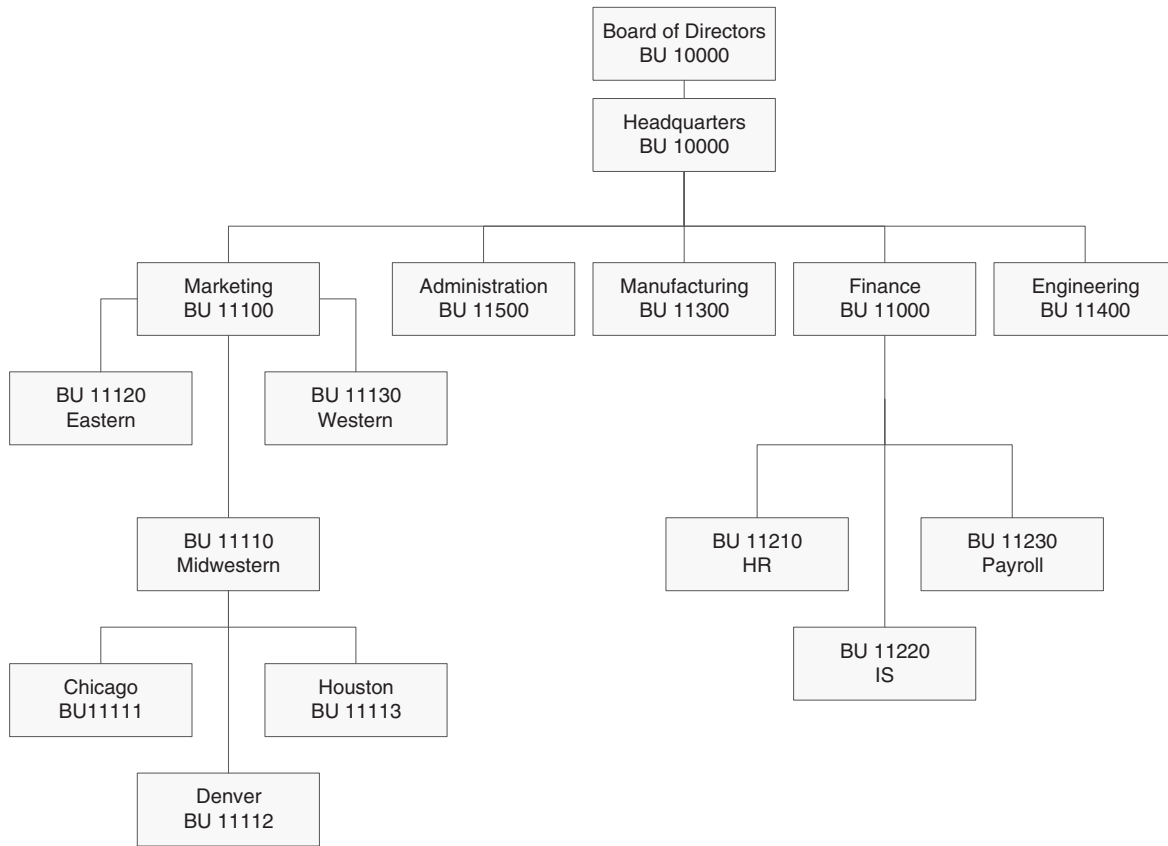 Board of Directors
BU 10000
Headquarters
BU 10000
Marketing
BU 11100
Administration
BU 11500
Manufacturing
BU 11300
Finance
BU 11000
Engineering
BU 11400
BU 11120
Eastern
BU 11130
Western
BU 11110
Midwestern
BU 11210
HR
BU 11230
Payroll
BU 11220
IS
Chicago
BU11111
Houston
BU 11113
Denver
BU 11112